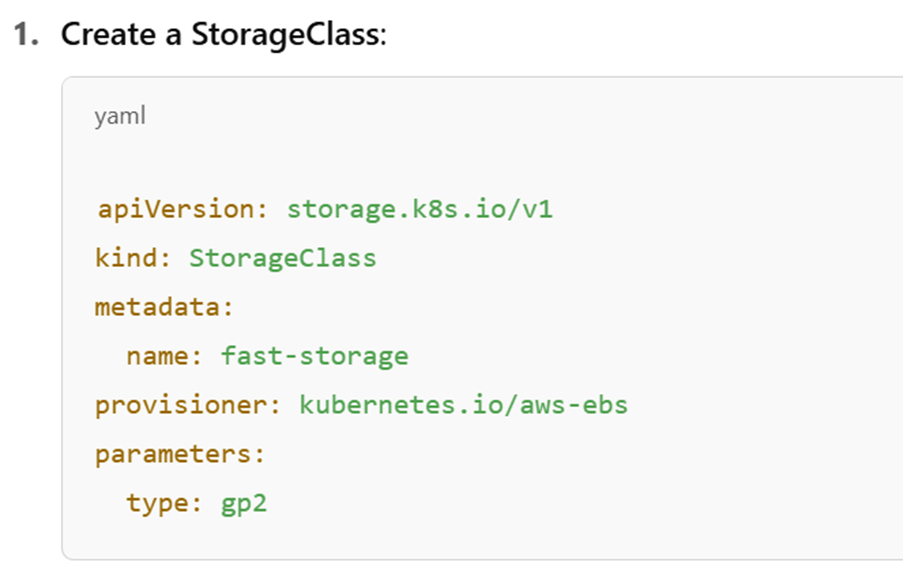 1. Create a StorageClass:
yaml
apiVersion: storage.k8s.io/v1
kind: StorageClass
metadata:
  name: fast-storage
provisioner: kubernetes.io/aws-ebs
parameters:
  type: gp2